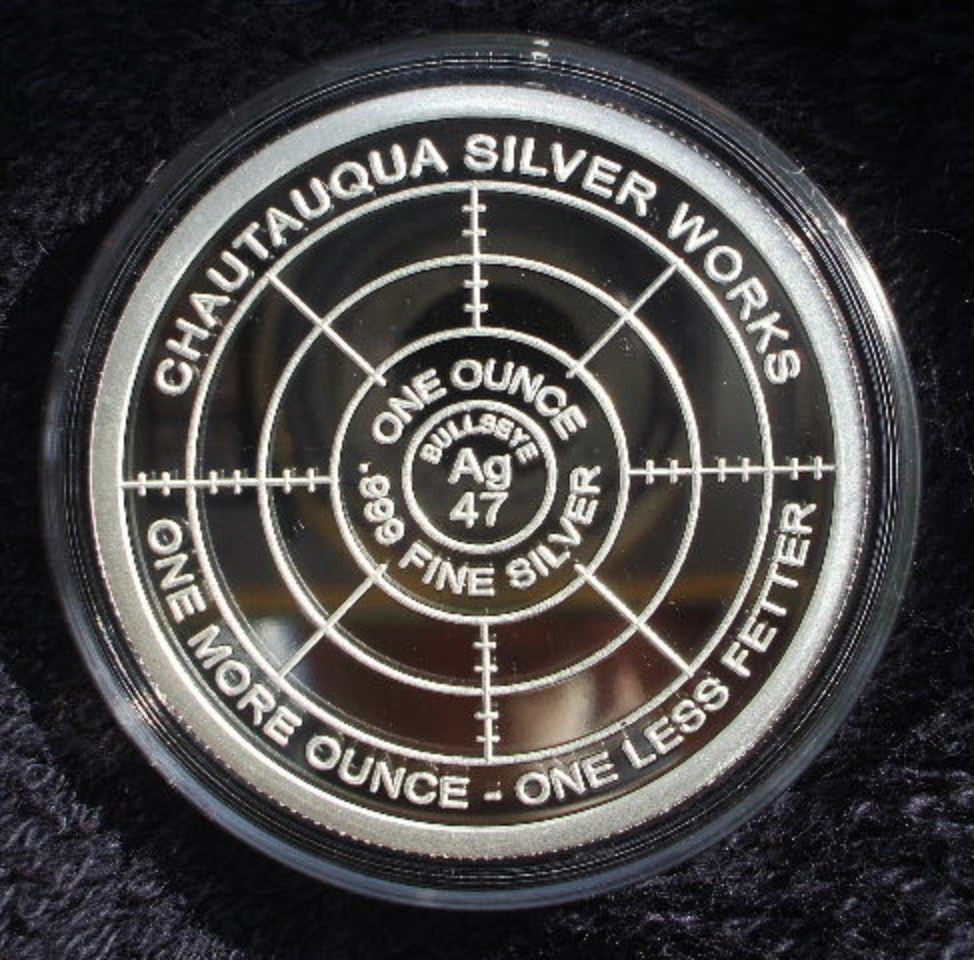 CHAUTAUQUA SILVER WORKS
ONE OUNCE
BULLSEYE
Ag
47
.999 FINE SILVER
ONE MORE OUNCE - ONE LESS FETTER